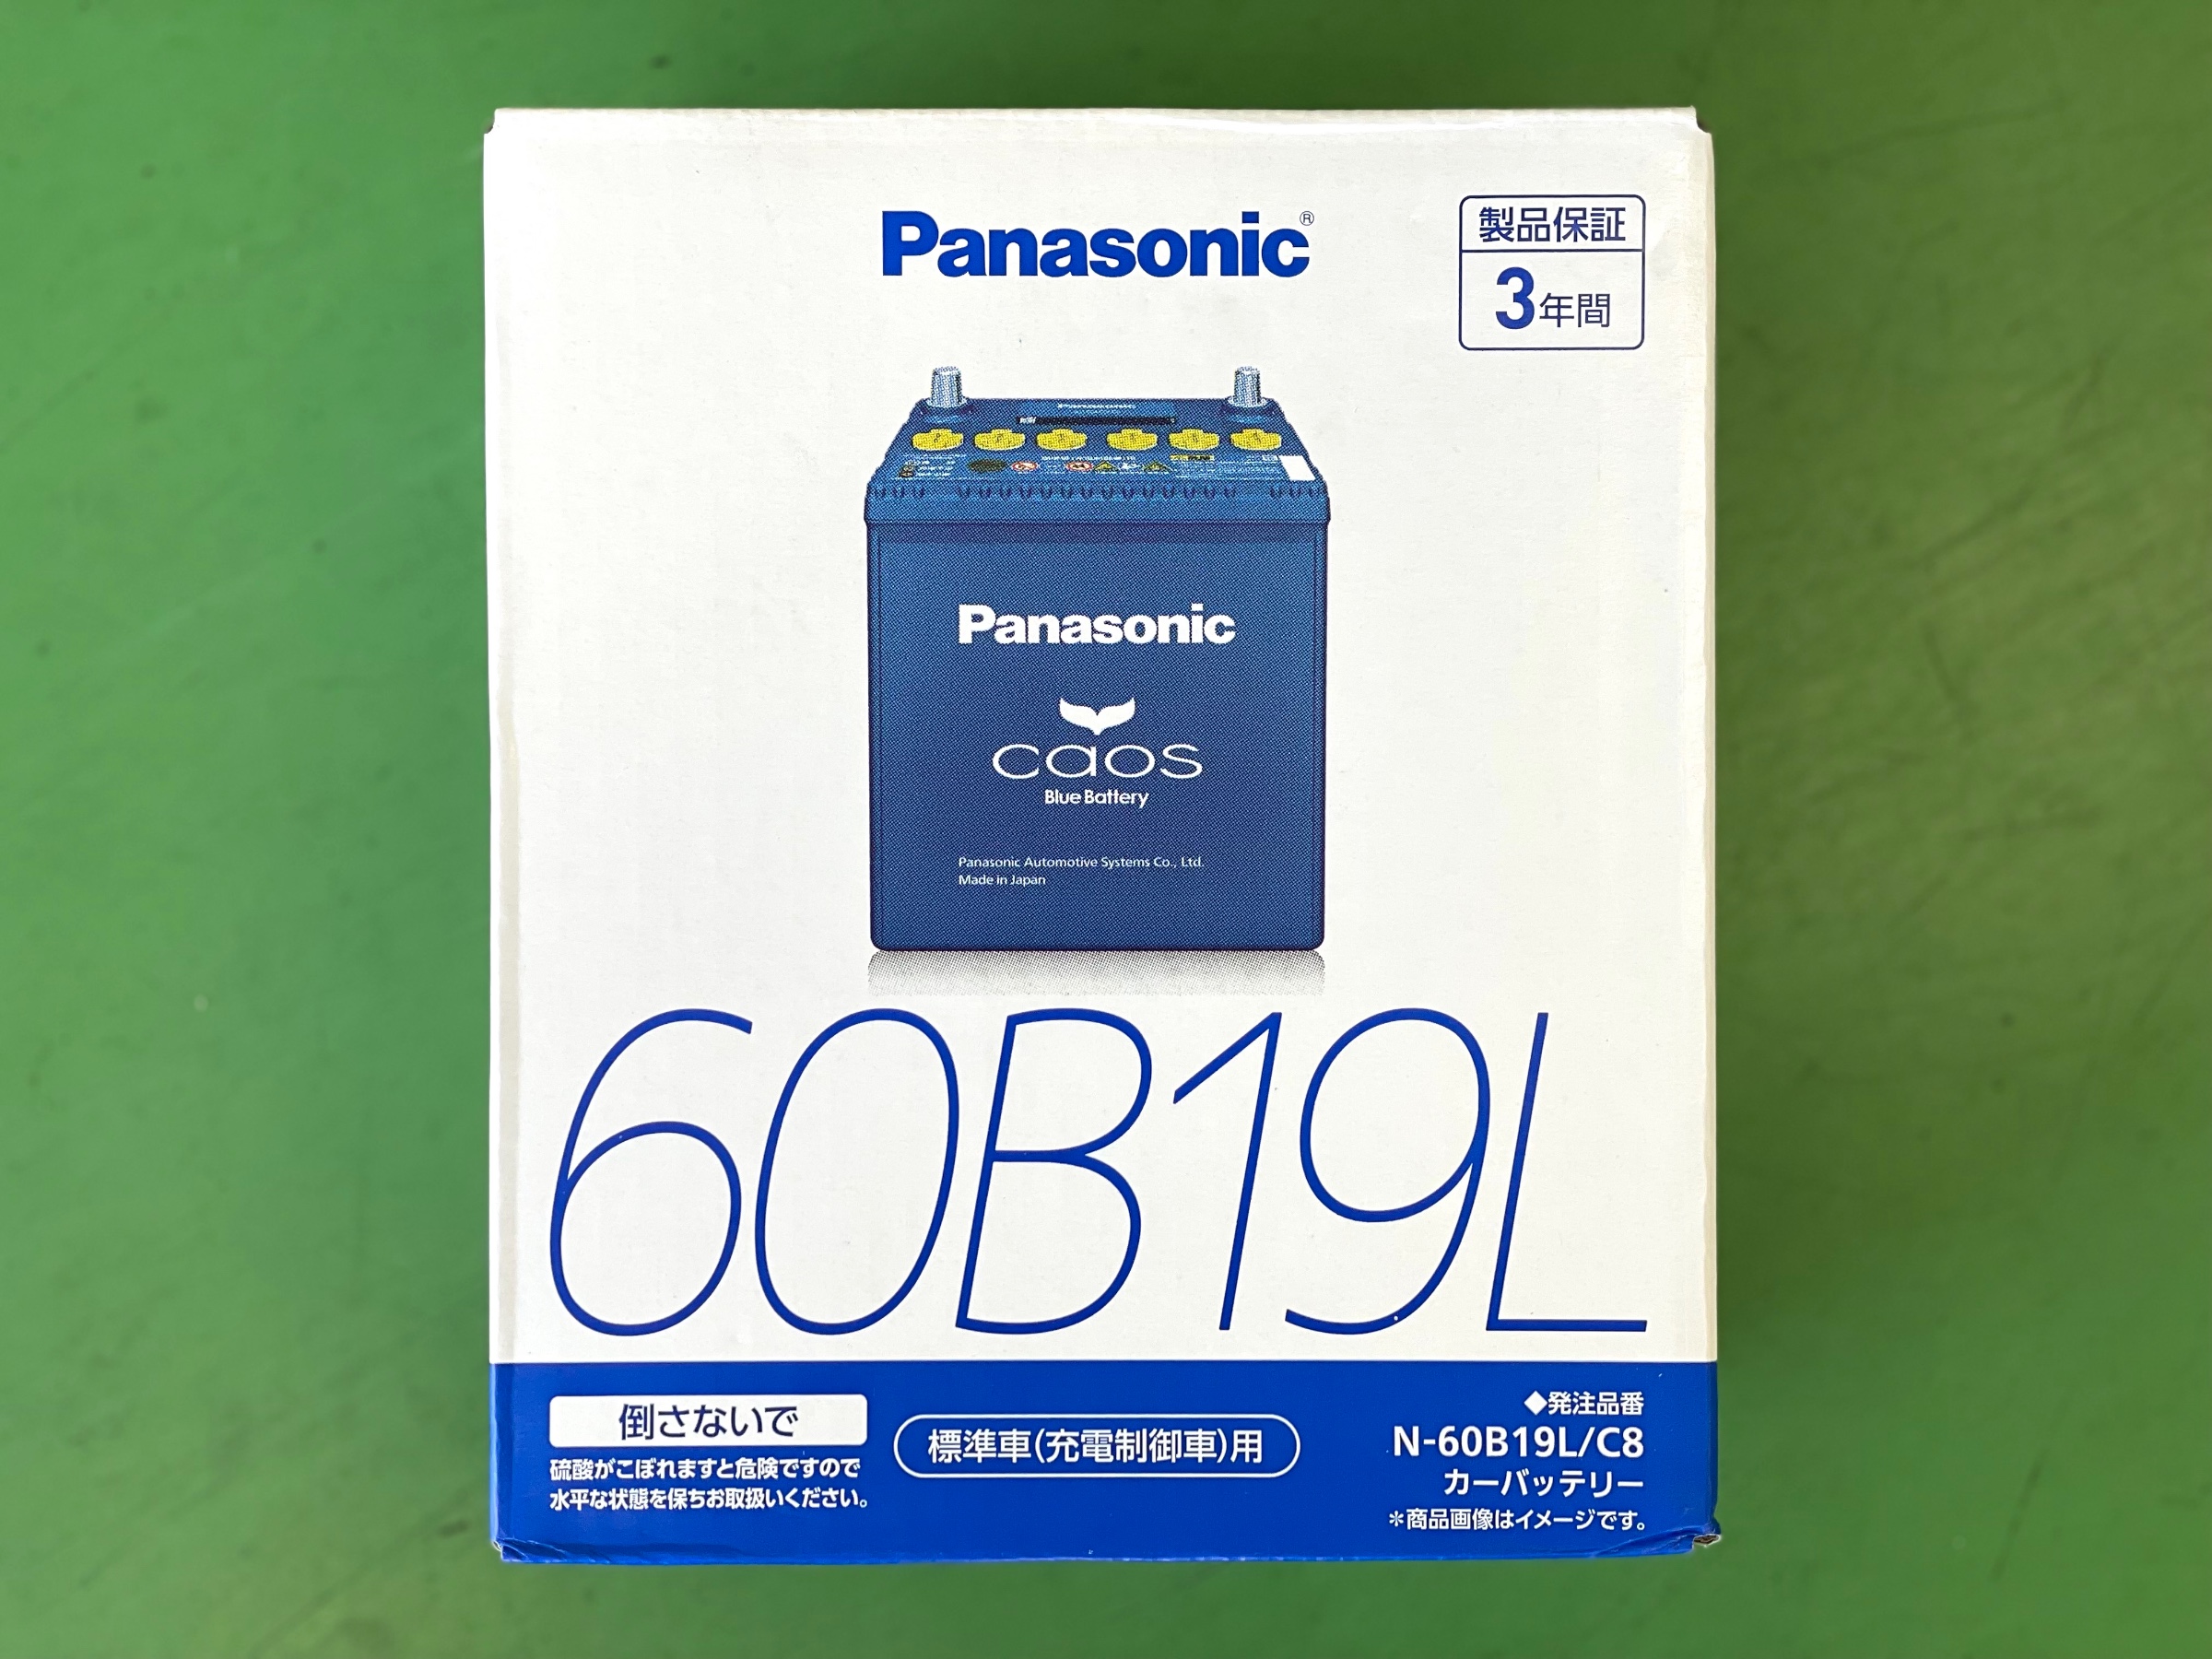 Panasonic®
製品保証
3年間
Panasonic
caos
Blue Battery
Panasonic Automotive Systems Co., Ltd.
Made in Japan
60B19L
倒さないで
硫酸がこぼれますと危険ですので
水平な状態を保ちお取扱いください。
標準車(充電制御車)用
◆発注品番
N-60B19L/C8
カーバッテリー
*商品画像はイメージです。